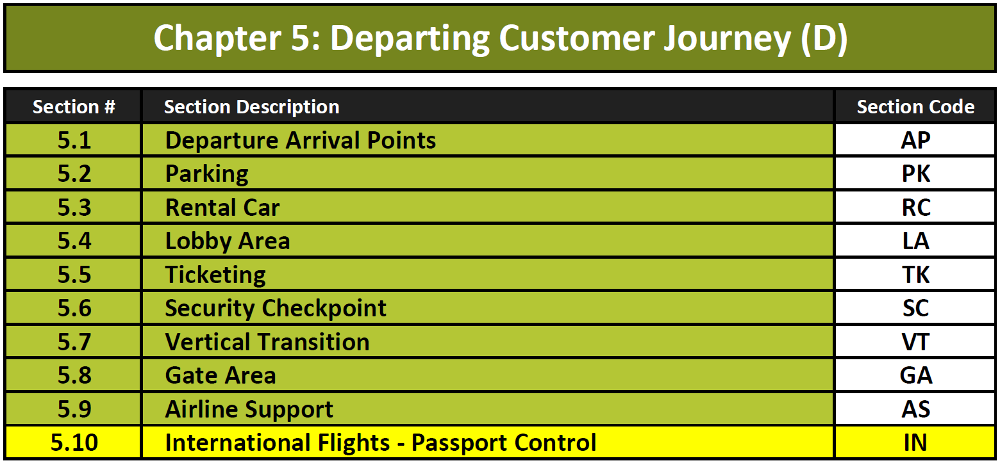 Chapter 5: Departing Customer Journey (D)
Section # Section Description Section Code
5.1 Departure Arrival Points AP
5.2 Parking PK
5.3 Rental Car RC
5.4 Lobby Area LA
5.5 Ticketing TK
5.6 Security Checkpoint SC
5.7 Vertical Transition VT
5.8 Gate Area GA
5.9 Airline Support AS
5.10 International Flights - Passport Control IN